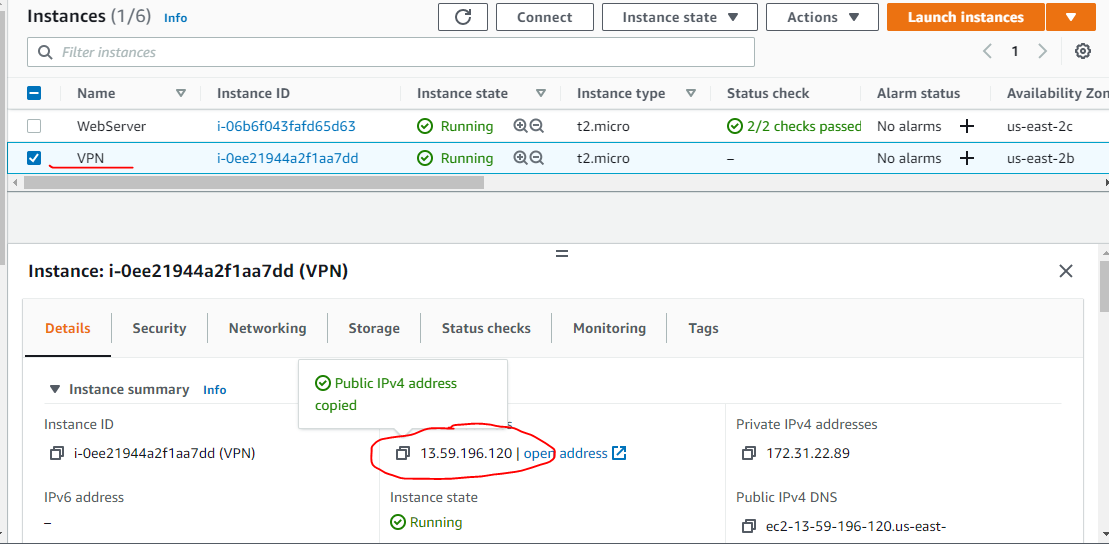 Instances (1/6) Info Connect Instance state Actions Launch instances
Filter instances 1
Name Instance ID Instance state Instance type Status check Alarm status Availability Zon
WebServer i-06b6f043fafd65d63 Running t2.micro 2/2 checks passed No alarms us-east-2c
VPN i-0ee21944a2f1aa7dd Running t2.micro – No alarms us-east-2b
Instance: i-0ee21944a2f1aa7dd (VPN)
Details Security Networking Storage Status checks Monitoring Tags
Instance summary Info
Public IPv4 address
copied
Instance ID Private IPv4 addresses
i-0ee21944a2f1aa7dd (VPN) 13.59.196.120 | open address 172.31.22.89
IPv6 address Instance state Public IPv4 DNS
– Running ec2-13-59-196-120.us-east-